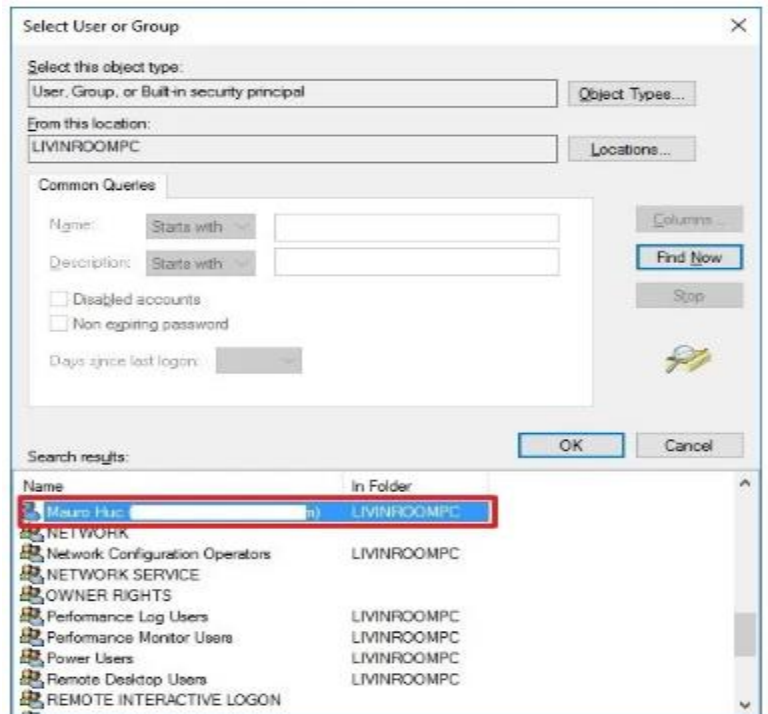 Select User or Group
Select this object type:
User, Group, or Built-in security principal
Object Types...
From this location:
LIVINROOMPC
Locations...
Common Queries
Name:
Starts with
Columns ...
Description:
Starts with
Find Now
Disabled accounts
Stop
Non expiring password
Days since last logon:
OK
Cancel
Search results:
Name
In Folder
Mauro Huc ( m) LIVINROOMPC
NETWORK
Network Configuration Operators LIVINROOMPC
NETWORK SERVICE
OWNER RIGHTS
Performance Log Users LIVINROOMPC
Performance Monitor Users LIVINROOMPC
Power Users LIVINROOMPC
Remote Desktop Users LIVINROOMPC
REMOTE INTERACTIVE LOGON